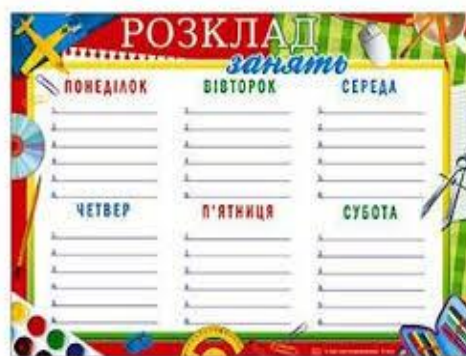 РОЗКЛАД
занять
ПОНЕДІЛОК ВІВТОРОК СЕРЕДА
ЧЕТВЕР П'ЯТНИЦЯ СУБОТА